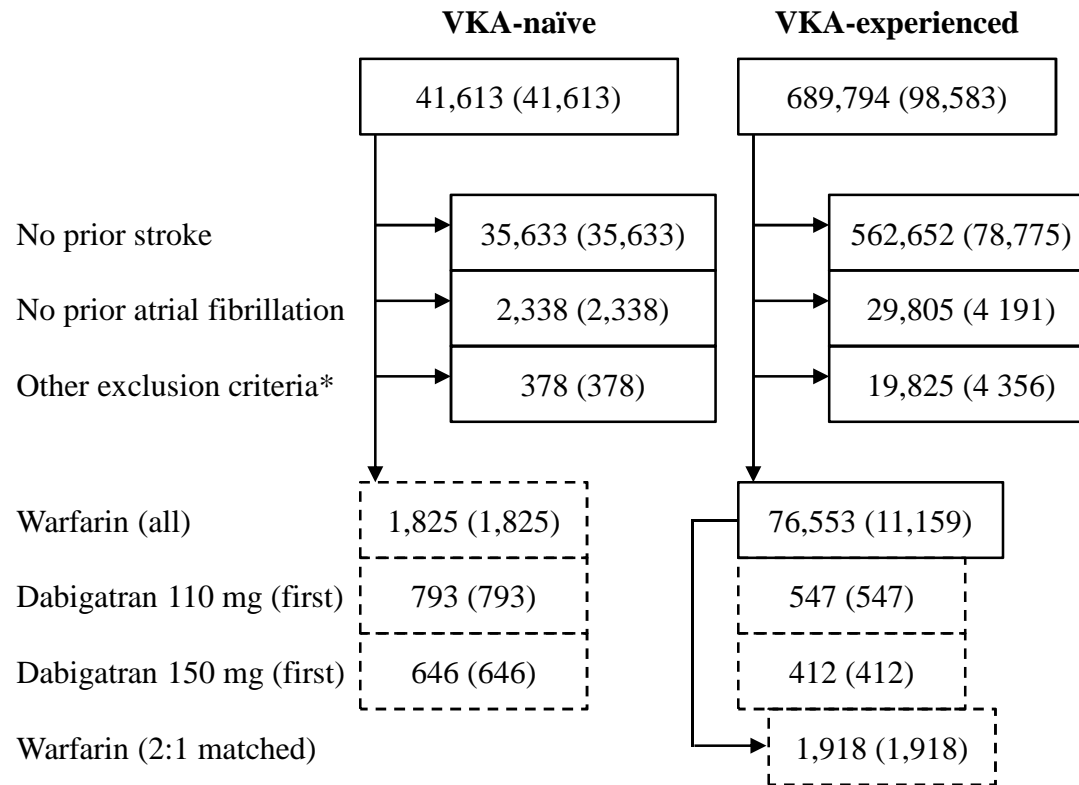 VKA-naïve VKA-experienced
41,613 (41,613) 689,794 (98,583)
No prior stroke 35,633 (35,633) 562,652 (78,775)
No prior atrial fibrillation 2,338 (2,338) 29,805 (4 191)
Other exclusion criteria* 378 (378) 19,825 (4 356)
Warfarin (all) 1,825 (1,825) 76,553 (11,159)
Dabigatran 110 mg (first) 793 (793) 547 (547)
Dabigatran 150 mg (first) 646 (646) 412 (412)
Warfarin (2:1 matched) 1,918 (1,918)